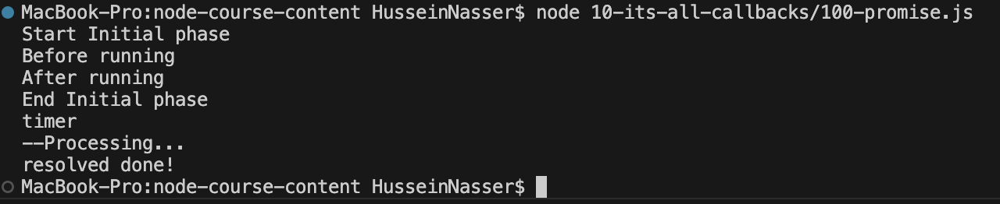 MacBook-Pro:node-course-content HusseinNasser$ node 10-its-all-callbacks/100-promise.js
Start Initial phase
Before running
After running
End Initial phase
timer
--Processing...
resolved done!
MacBook-Pro:node-course-content HusseinNasser$